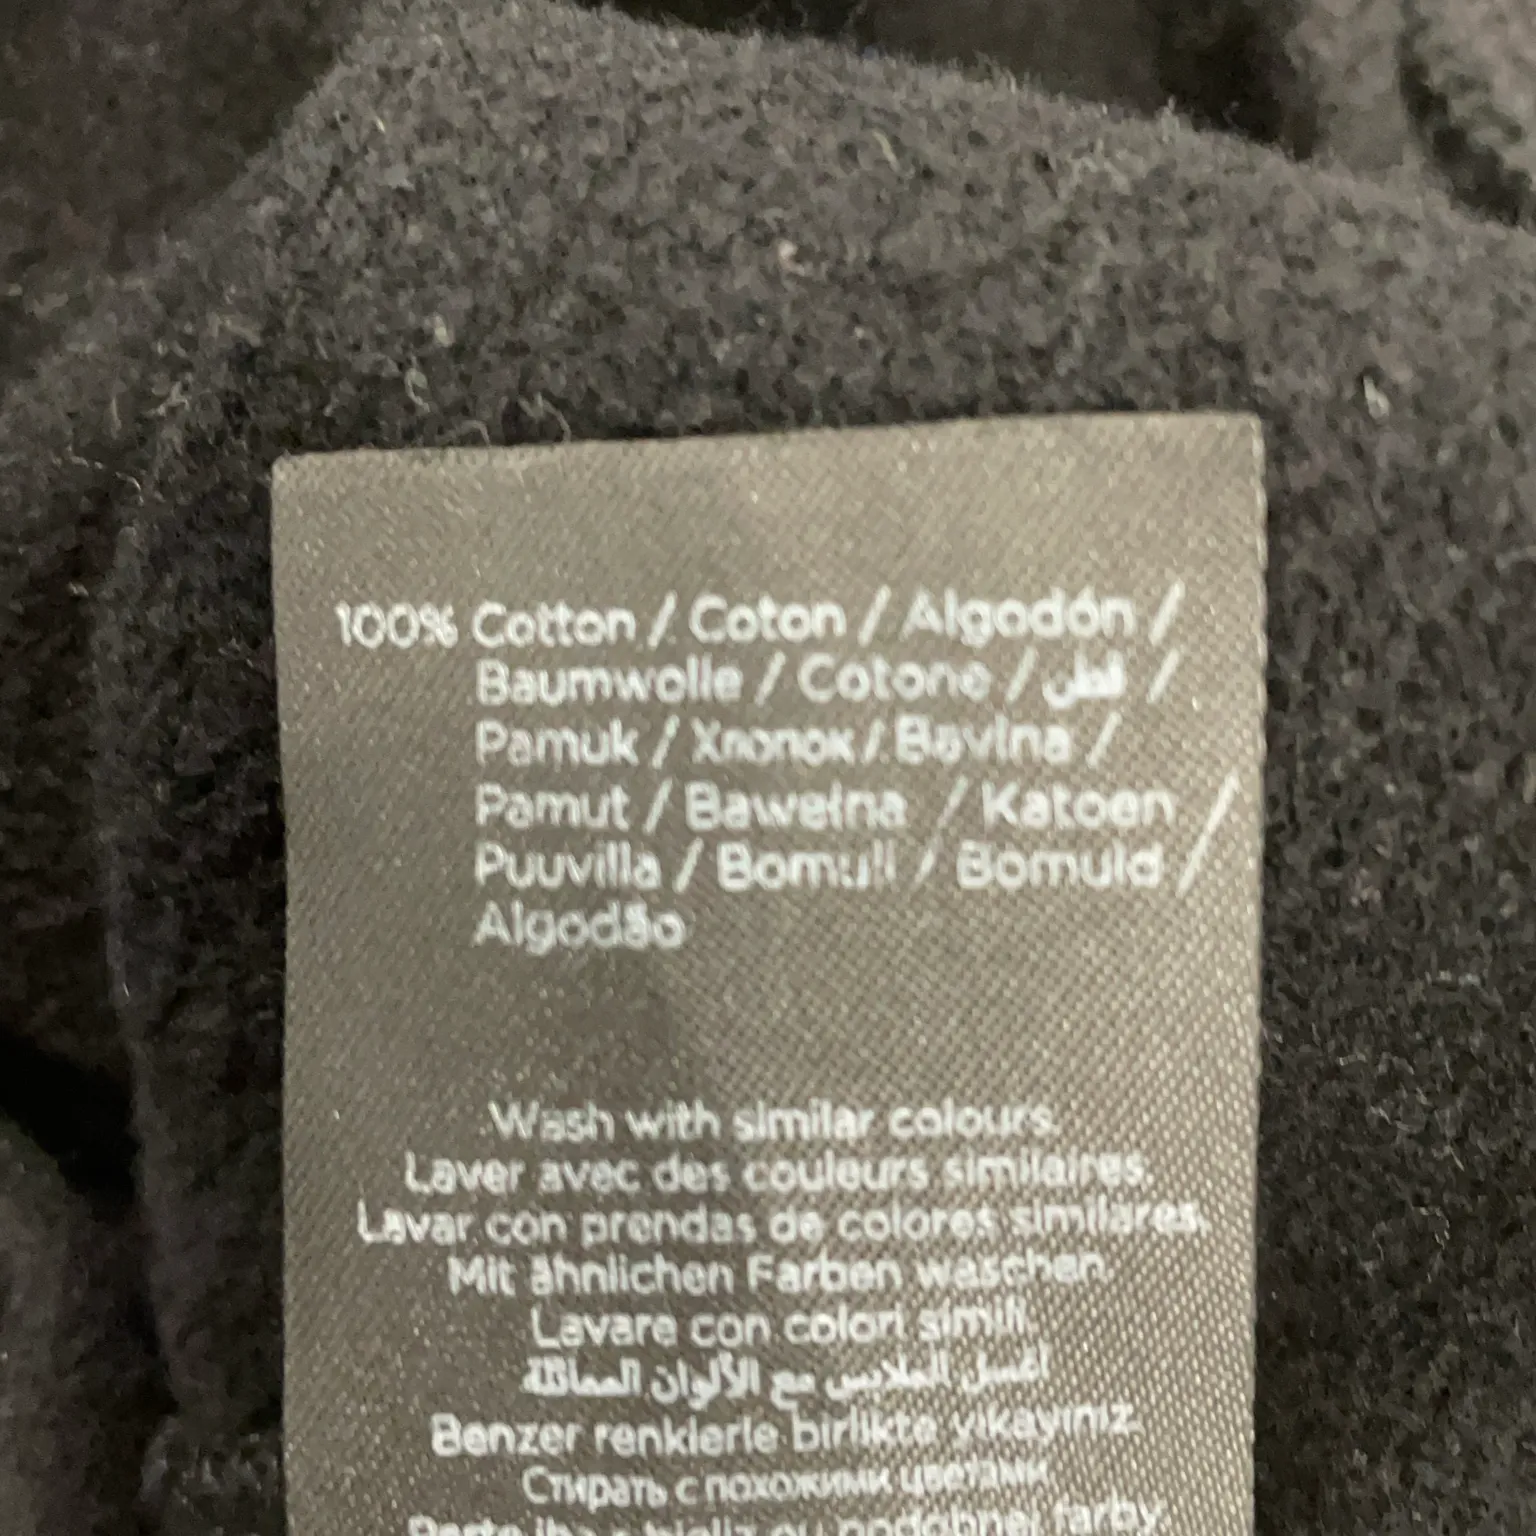 100% Cotton / Coton / Algodón /
Baumwolle / Cotone / قطن /
Pamuk / Хлопок / Bavlna /
Pamut / Bawełna / Katoen /
Puuvilla / Bomull / Bomuld /
Algodão
Wash with similar colours.
Laver avec des couleurs similaires.
Lavar con prendas de colores similares.
Mit ähnlichen Farben waschen.
Lavare con colori simili.
اغسل الملابس مع الألوان المماثلة
Benzer renklerle birlikte yıkayınız.
Стирать с похожими цветами
podobnej farby.